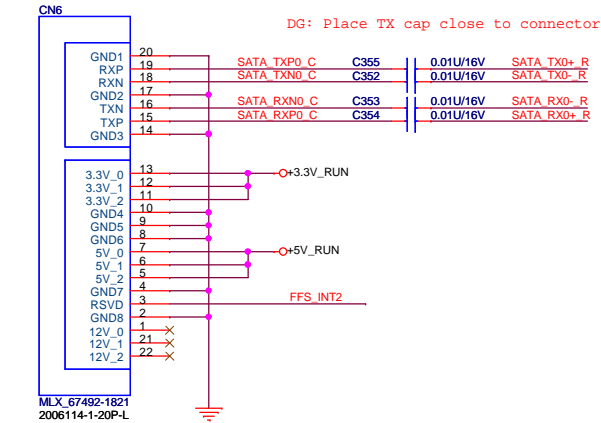 CN6
DG: Place TX cap close to connector
GND1 20
RXP 19 SATA_TXP0_C C355 0.01U/16V SATA_TX0+_R
RXN 18 SATA_TXN0_C C352 0.01U/16V SATA_TX0-_R
GND2 17
TXN 16 SATA_RXN0_C C353 0.01U/16V SATA_RX0-_R
TXP 15 SATA_RXP0_C C354 0.01U/16V SATA_RX0+_R
GND3 14
3.3V_0 13 +3.3V_RUN
3.3V_1 12
3.3V_2 11
GND4 10
GND5 9
GND6 8
5V_0 7 +5V_RUN
5V_1 6
5V_2 5
GND7 4
RSVD 3 FFS_INT2
GND8 2
12V_0 1
12V_1 21
12V_2 22
MLX_67492-1821
2006114-1-20P-L